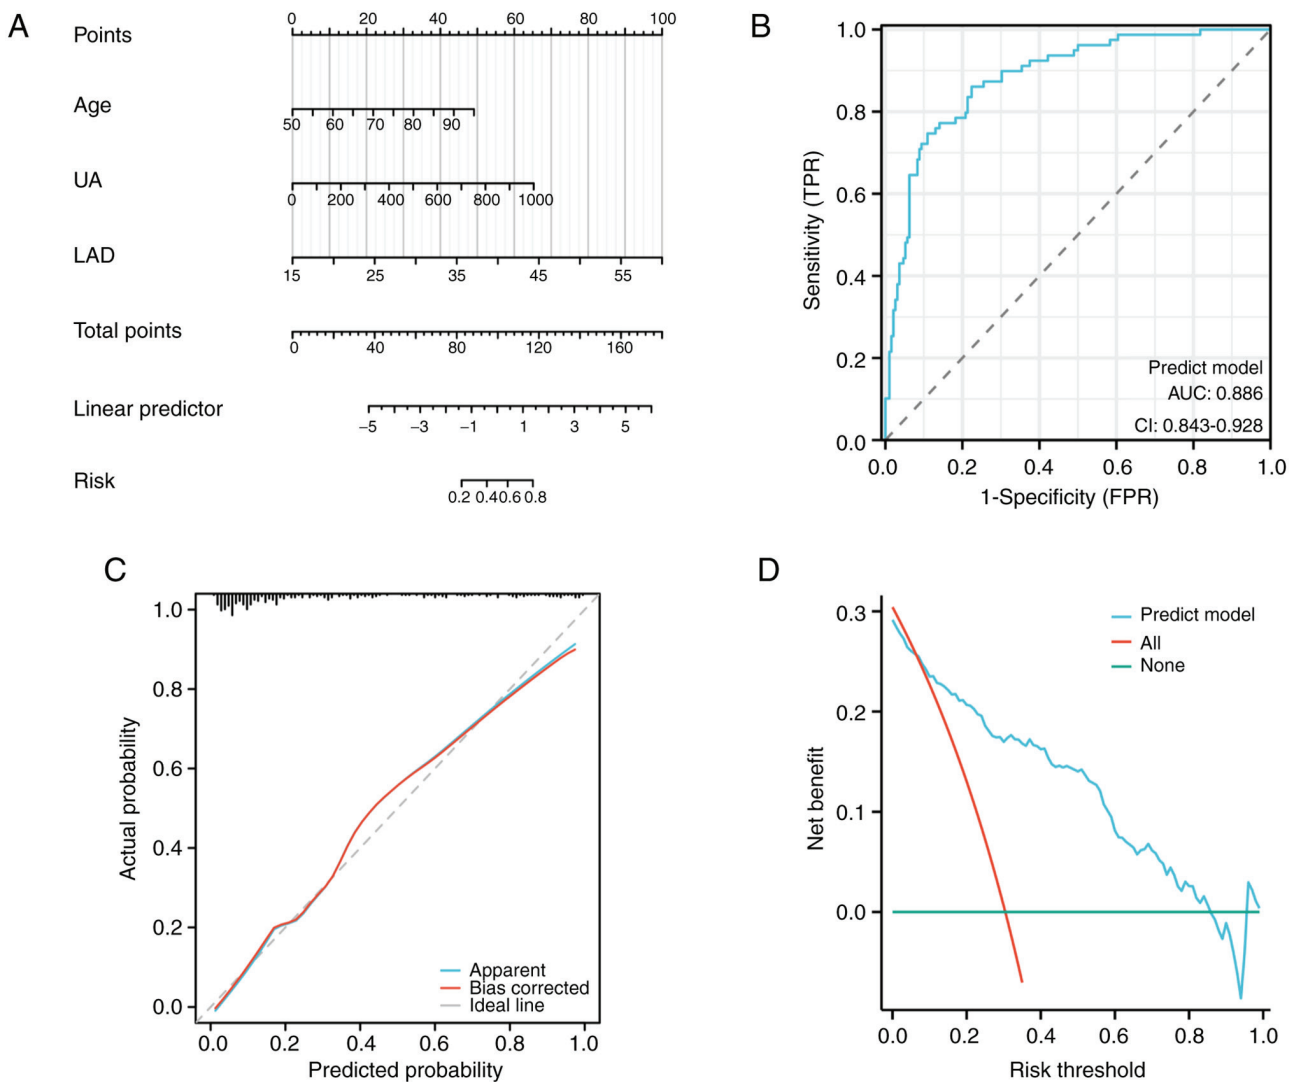 A
Points
0 20 40 60 80 100
Age
50 60 70 80 90
UA
0 200 400 600 800 1000
LAD
15 25 35 45 55
Total points
0 40 80 120 160
Linear predictor
−5 −3 −1 1 3 5
Risk
0.2 0.4 0.6 0.8
B
1.0
0.8
0.6
0.4
0.2
0.0
Sensitivity (TPR)
Predict model
AUC: 0.886
CI: 0.843-0.928
0.0 0.2 0.4 0.6 0.8 1.0
1-Specificity (FPR)
C
1.0
0.8
0.6
0.4
0.2
0.0
Actual probability
Apparent
Bias corrected
Ideal line
0.0 0.2 0.4 0.6 0.8 1.0
Predicted probability
D
0.3
0.2
0.1
0.0
Net benefit
Predict model
All
None
0.0 0.2 0.4 0.6 0.8 1.0
Risk threshold